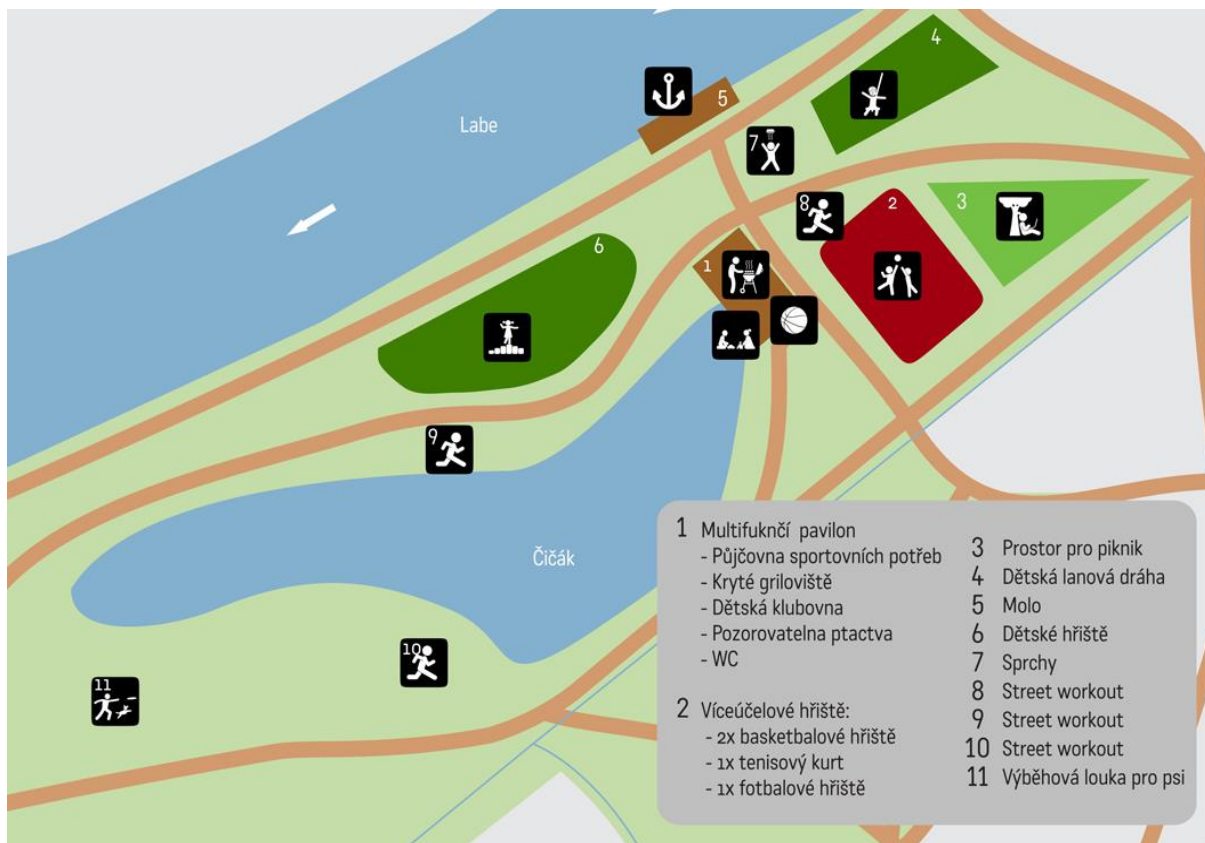 4
5
Labe
7
8
2
3
6
1
9
Čičák
10
11
1 Multifuknčí pavilon
- Půjčovna sportovních potřeb
- Kryté griloviště
- Dětská klubovna
- Pozorovatelna ptactva
- WC
2 Víceúčelové hřiště:
- 2x basketbalové hřiště
- 1x tenisový kurt
- 1x fotbalové hřiště
3 Prostor pro piknik
4 Dětská lanová dráha
5 Molo
6 Dětské hřiště
7 Sprchy
8 Street workout
9 Street workout
10 Street workout
11 Výběhová louka pro psi